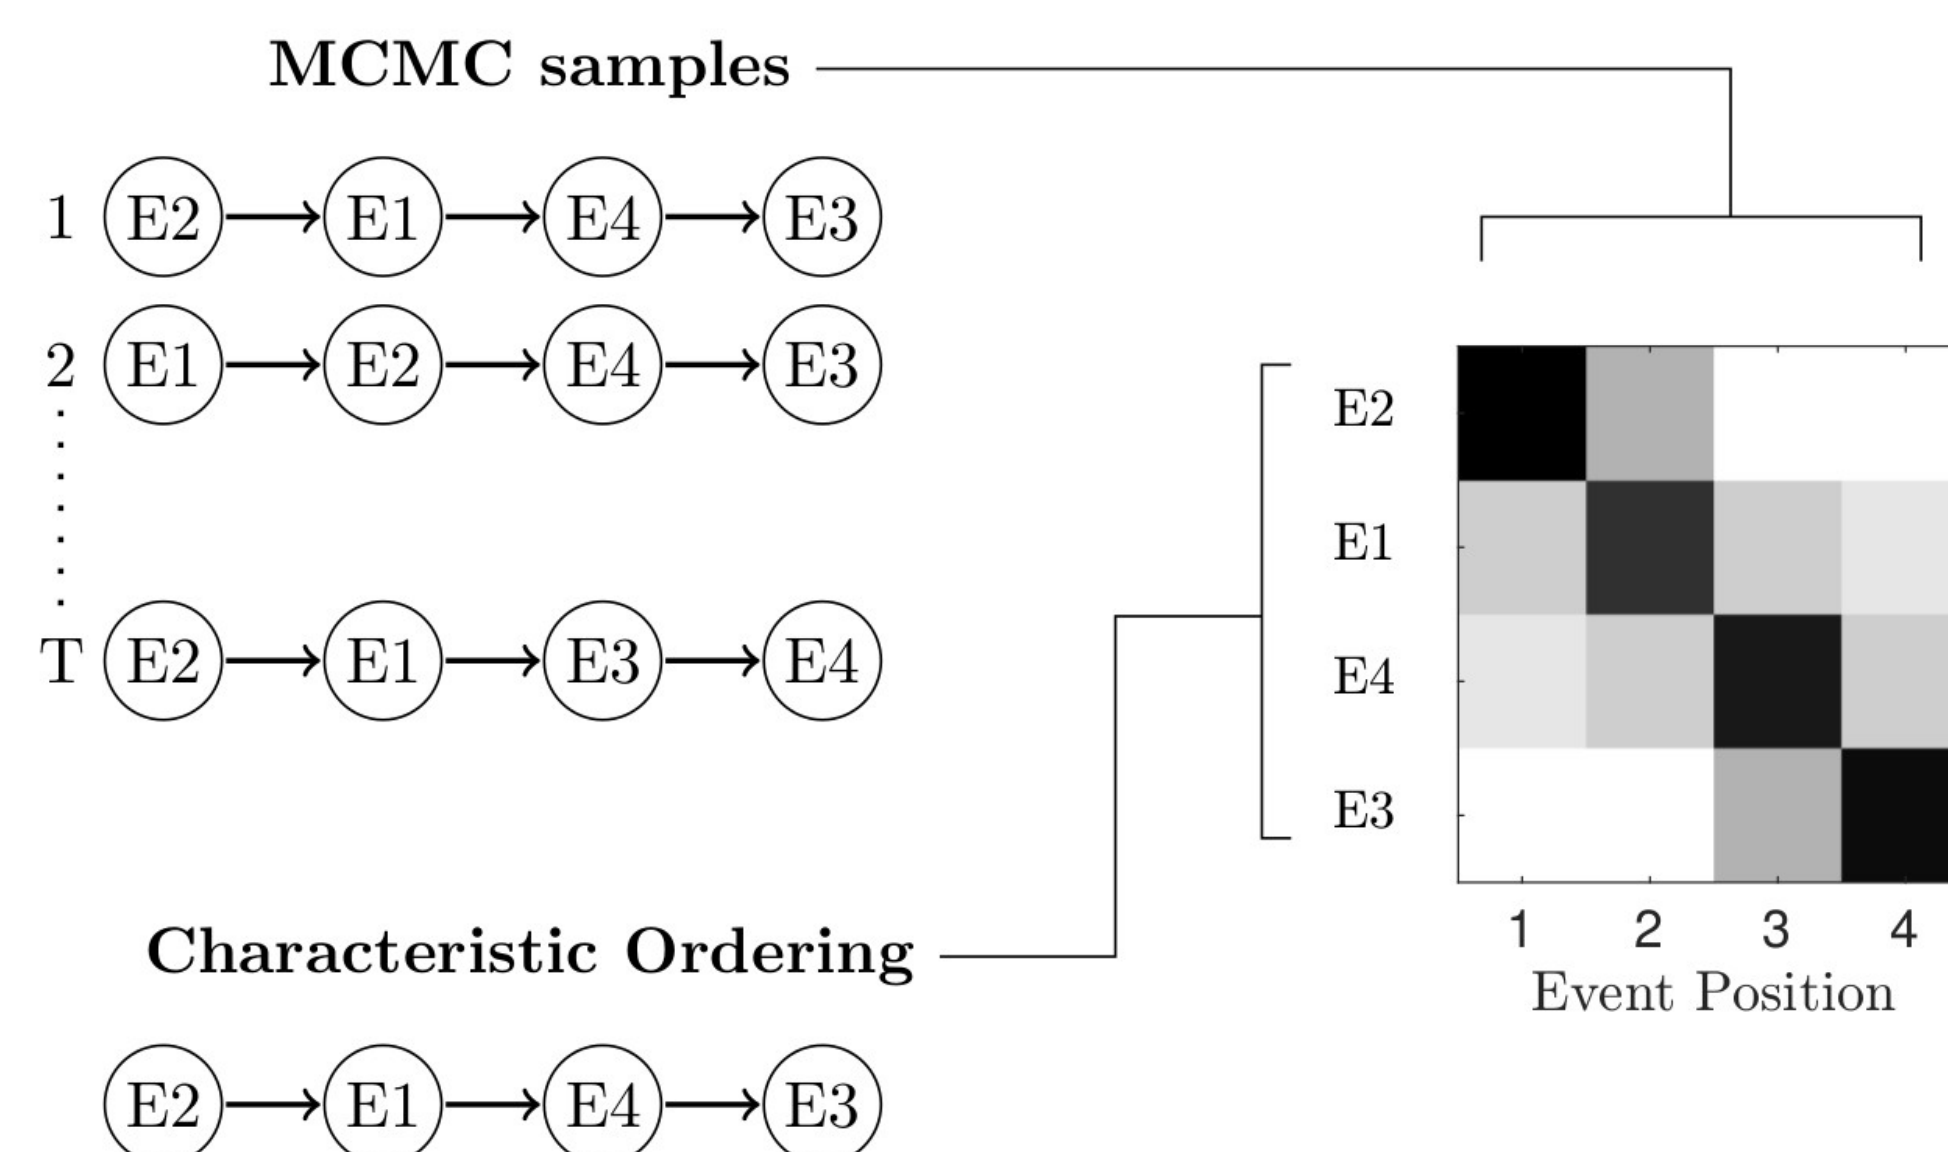 MCMC samples
1 E2 E1 E4 E3
2 E1 E2 E4 E3
T E2 E1 E3 E4
Characteristic Ordering
E2 E1 E4 E3
E2
E1
E4
E3
1 2 3 4
Event Position